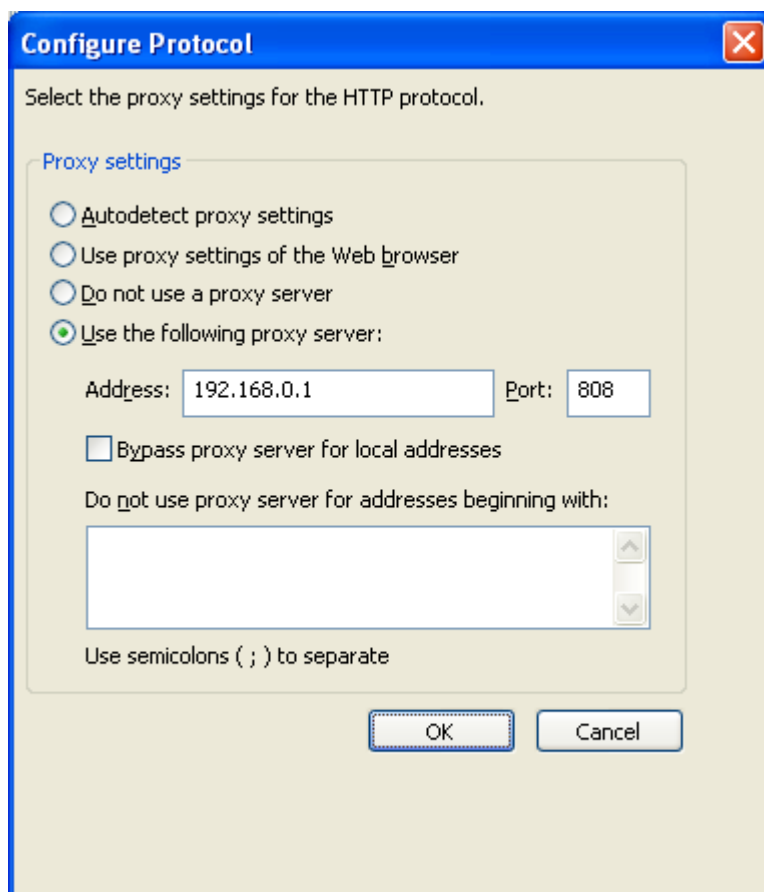 Configure Protocol
Select the proxy settings for the HTTP protocol.
Proxy settings
Autodetect proxy settings
Use proxy settings of the Web browser
Do not use a proxy server
Use the following proxy server:
Address: 192.168.0.1 Port: 808
Bypass proxy server for local addresses
Do not use proxy server for addresses beginning with:
Use semicolons ( ; ) to separate
OK Cancel